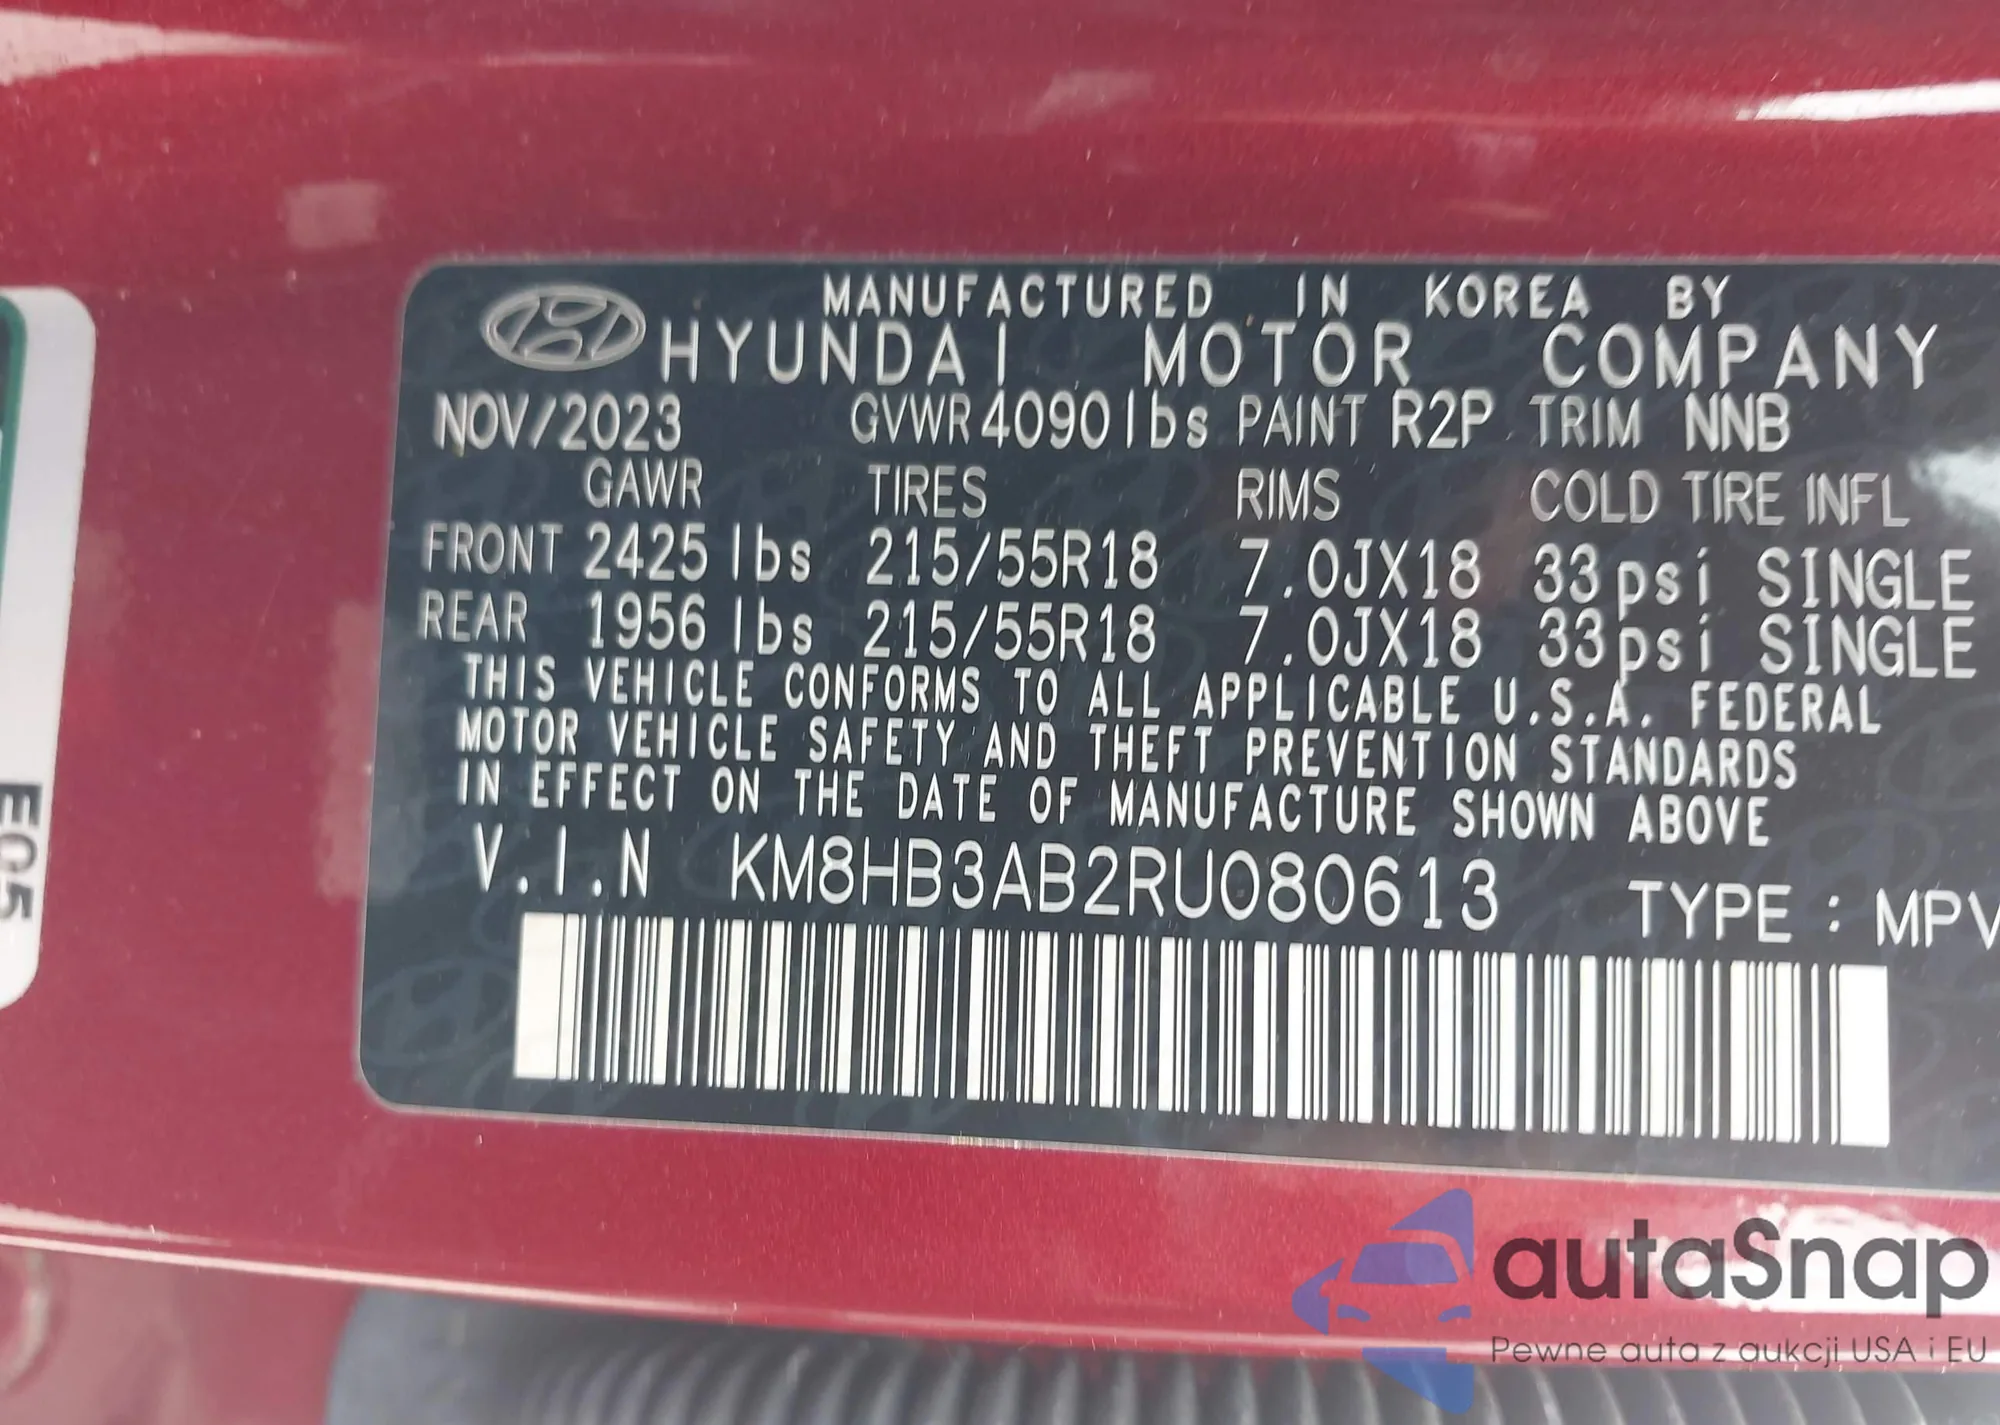 MANUFACTURED IN KOREA BY
HYUNDAI MOTOR COMPANY
NOV/2023 GVWR 4090 lbs PAINT R2P TRIM NNB
GAWR TIRES RIMS COLD TIRE INFL
FRONT 2425 lbs 215/55R18 7.0JX18 33psi SINGLE
REAR 1956 lbs 215/55R18 7.0JX18 33psi SINGLE
THIS VEHICLE CONFORMS TO ALL APPLICABLE U.S.A. FEDERAL
MOTOR VEHICLE SAFETY AND THEFT PREVENTION STANDARDS
IN EFFECT ON THE DATE OF MANUFACTURE SHOWN ABOVE
V.I.N KM8HB3AB2RU080613 TYPE : MPV
EG5
autaSnap
Pewne auta z aukcji USA i EU